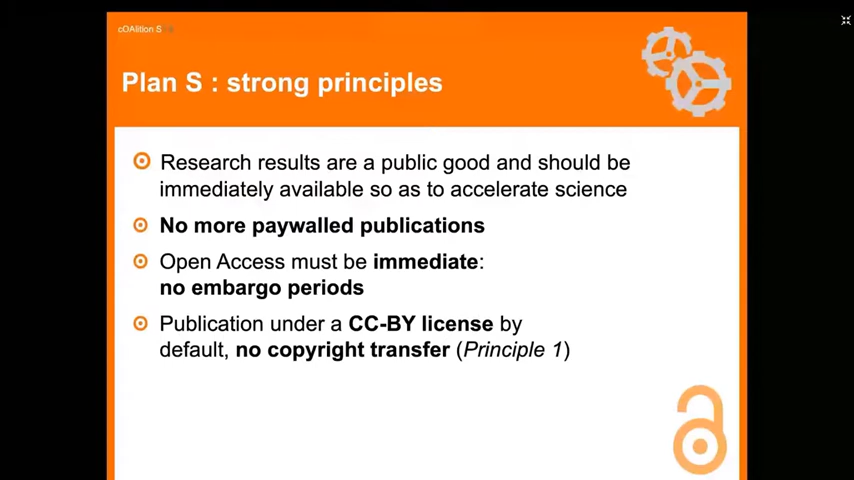 cOAlition S
Plan S : strong principles
Research results are a public good and should be
immediately available so as to accelerate science
No more paywalled publications
Open Access must be immediate:
no embargo periods
Publication under a CC-BY license by
default, no copyright transfer (Principle 1)